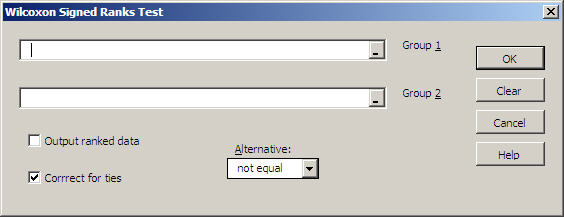 Wilcoxon Signed Ranks Test
Group 1
OK
Group 2
Clear
Cancel
Output ranked data
Alternative:
Help
not equal
Corrrect for ties